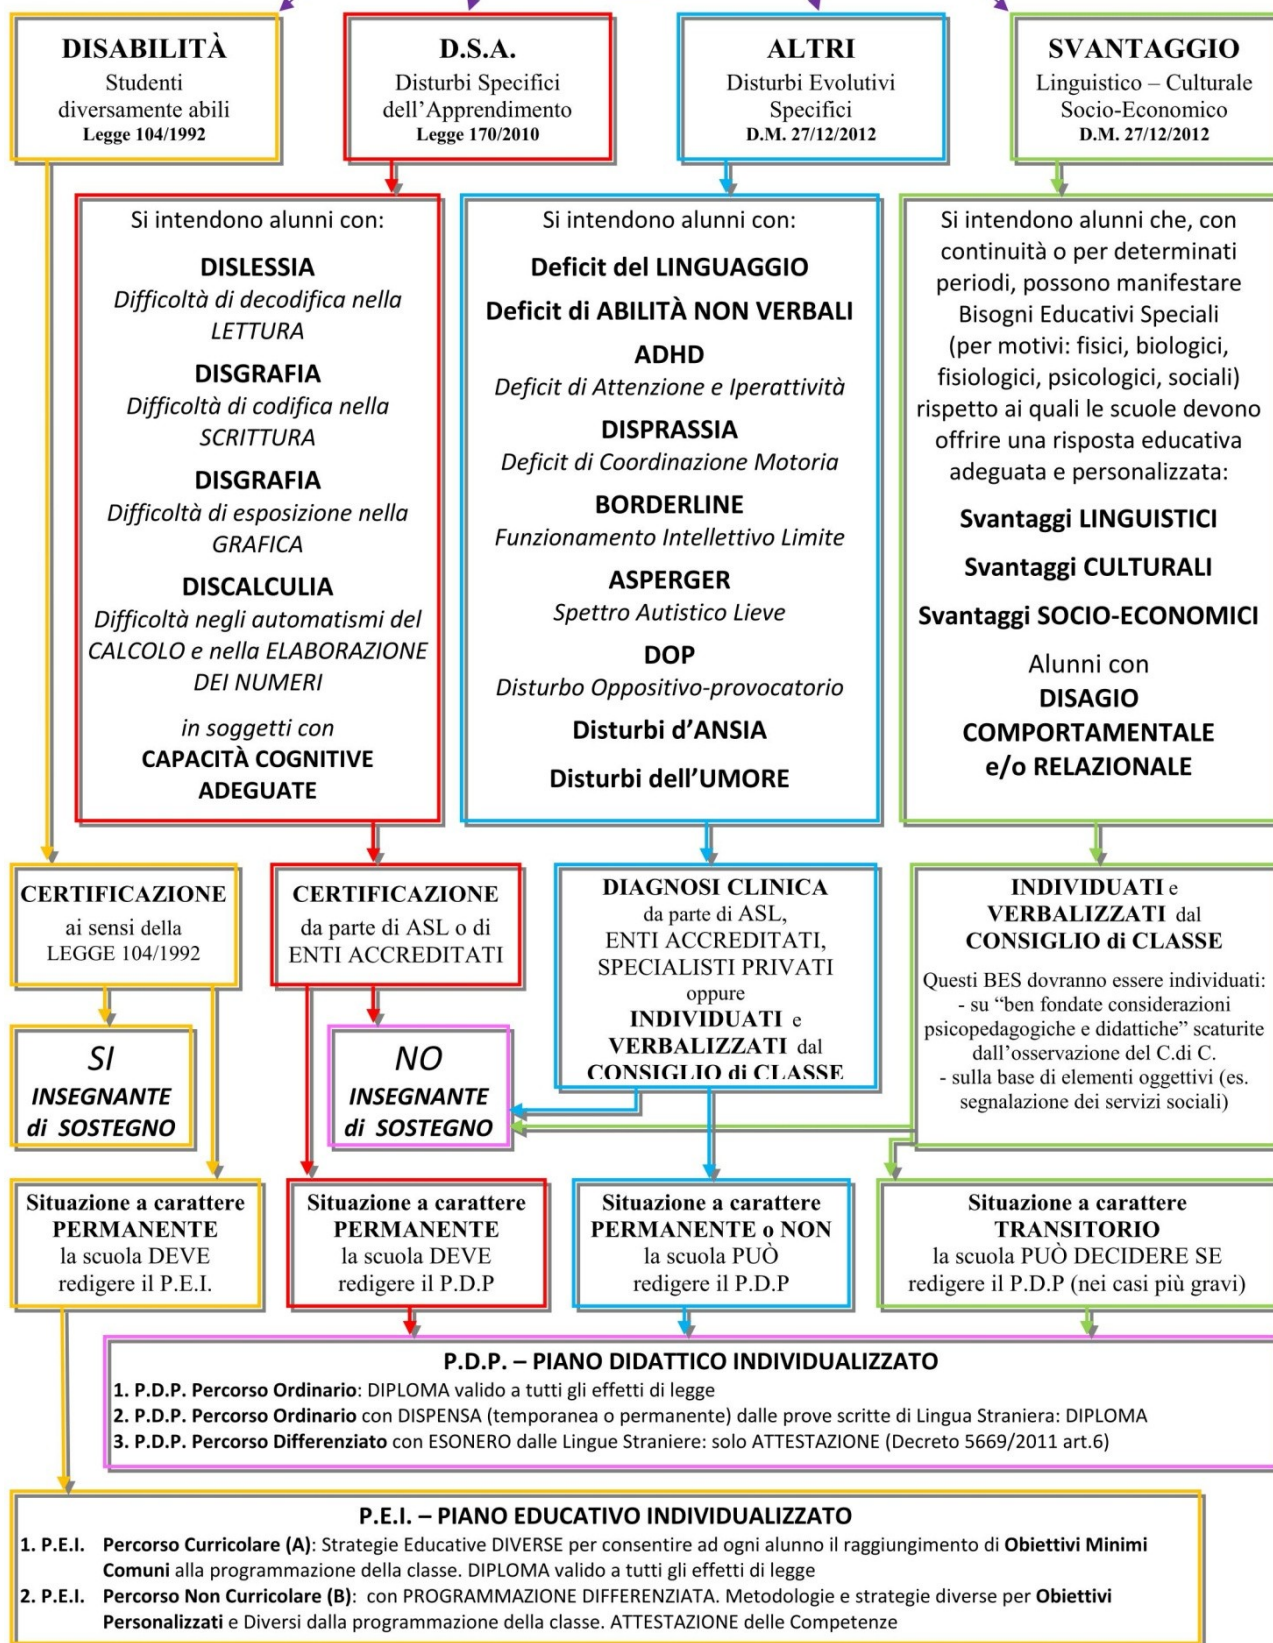 DISABILITÀ
Studenti
diversamente abili
Legge 104/1992
D.S.A.
Disturbi Specifici
dell'Apprendimento
Legge 170/2010
ALTRI
Disturbi Evolutivi
Specifici
D.M. 27/12/2012
SVANTAGGIO
Linguistico – Culturale
Socio-Economico
D.M. 27/12/2012
Si intendono alunni con:
DISLESSIA
Difficoltà di decodifica nella
LETTURA
DISGRAFIA
Difficoltà di codifica nella
SCRITTURA
DISGRAFIA
Difficoltà di esposizione nella
GRAFICA
DISCALCULIA
Difficoltà negli automatismi del
CALCOLO e nella ELABORAZIONE
DEI NUMERI
in soggetti con
CAPACITÀ COGNITIVE
ADEGUATE
Si intendono alunni con:
Deficit del LINGUAGGIO
Deficit di ABILITÀ NON VERBALI
ADHD
Deficit di Attenzione e Iperattività
DISPRASSIA
Deficit di Coordinazione Motoria
BORDERLINE
Funzionamento Intellettivo Limite
ASPERGER
Spettro Autistico Lieve
DOP
Disturbo Oppositivo-provocatorio
Disturbi d'ANSIA
Disturbi dell'UMORE
Si intendono alunni che, con
continuità o per determinati
periodi, possono manifestare
Bisogni Educativi Speciali
(per motivi: fisici, biologici,
fisiologici, psicologici, sociali)
rispetto ai quali le scuole devono
offrire una risposta educativa
adeguata e personalizzata:
Svantaggi LINGUISTICI
Svantaggi CULTURALI
Svantaggi SOCIO-ECONOMICI
Alunni con
DISAGIO
COMPORTAMENTALE
e/o RELAZIONALE
CERTIFICAZIONE
ai sensi della
LEGGE 104/1992
CERTIFICAZIONE
da parte di ASL o di
ENTI ACCREDITATI
DIAGNOSI CLINICA
da parte di ASL,
ENTI ACCREDITATI,
SPECIALISTI PRIVATI
oppure
INDIVIDUATI e
VERBALIZZATI dal
CONSIGLIO di CLASSE
INDIVIDUATI e
VERBALIZZATI dal
CONSIGLIO di CLASSE
Questi BES dovranno essere individuati:
- su “ben fondate considerazioni
psicopedagogiche e didattiche” scaturite
dall'osservazione del C.di C.
- sulla base di elementi oggettivi (es.
segnalazione dei servizi sociali)
SI
INSEGNANTE
di SOSTEGNO
NO
INSEGNANTE
di SOSTEGNO
Situazione a carattere
PERMANENTE
la scuola DEVE
redigere il P.E.I.
Situazione a carattere
PERMANENTE
la scuola DEVE
redigere il P.D.P
Situazione a carattere
PERMANENTE o NON
la scuola PUÒ
redigere il P.D.P
Situazione a carattere
TRANSITORIO
la scuola PUÒ DECIDERE SE
redigere il P.D.P (nei casi più gravi)
P.D.P. – PIANO DIDATTICO INDIVIDUALIZZATO
1. P.D.P. Percorso Ordinario: DIPLOMA valido a tutti gli effetti di legge
2. P.D.P. Percorso Ordinario con DISPENSA (temporanea o permanente) dalle prove scritte di Lingua Straniera: DIPLOMA
3. P.D.P. Percorso Differenziato con ESONERO dalle Lingue Straniere: solo ATTESTAZIONE (Decreto 5669/2011 art.6)
P.E.I. – PIANO EDUCATIVO INDIVIDUALIZZATO
1. P.E.I. Percorso Curricolare (A): Strategie Educative DIVERSE per consentire ad ogni alunno il raggiungimento di Obiettivi Minimi
Comuni alla programmazione della classe. DIPLOMA valido a tutti gli effetti di legge
2. P.E.I. Percorso Non Curricolare (B): con PROGRAMMAZIONE DIFFERENZIATA. Metodologie e strategie diverse per Obiettivi
Personalizzati e Diversi dalla programmazione della classe. ATTESTAZIONE delle Competenze